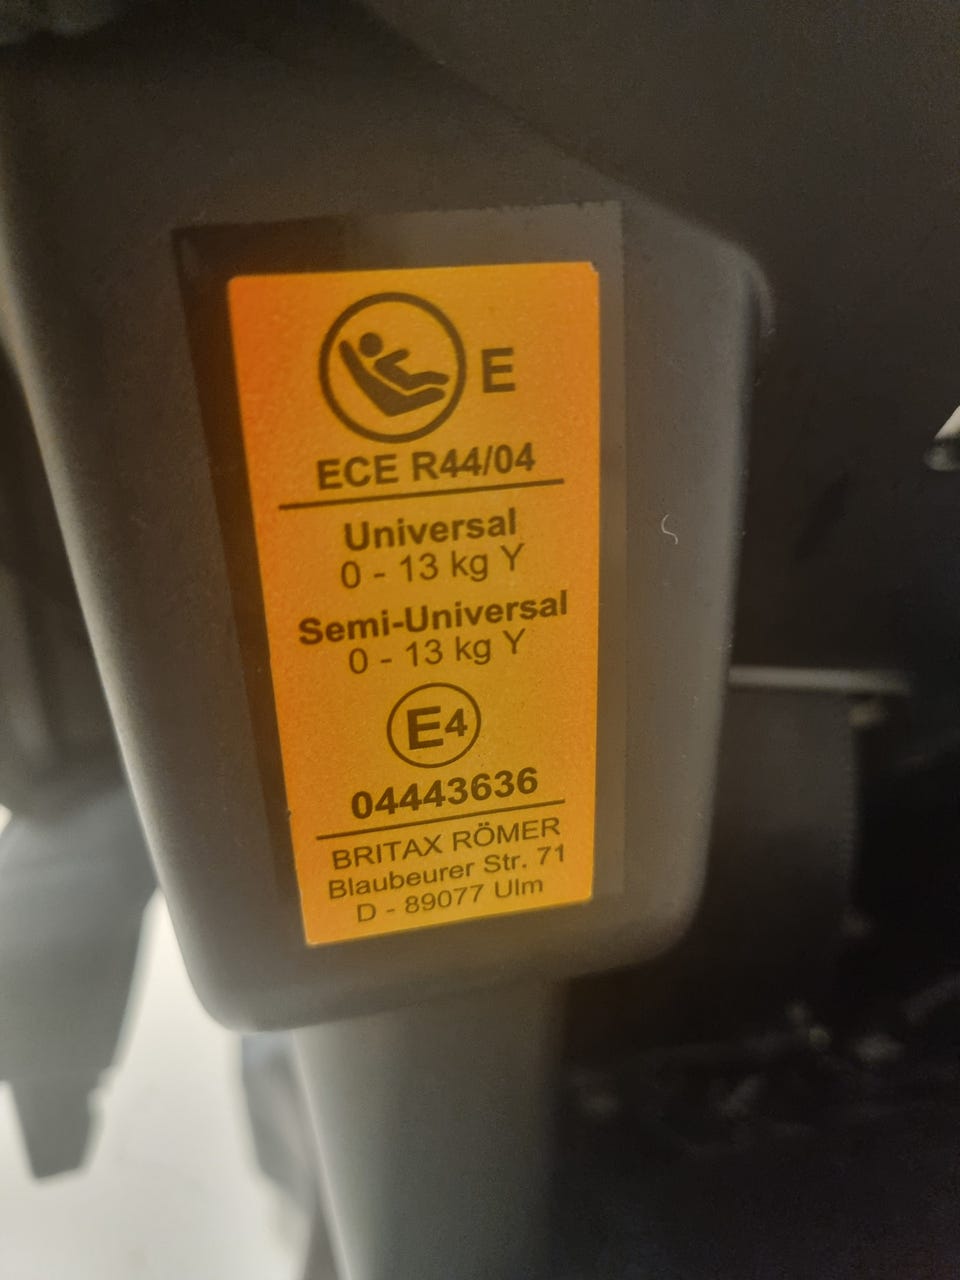 E
ECE R44/04
Universal
0 - 13 kg Y
Semi-Universal
0 - 13 kg Y
E4
04443636
BRITAX RÖMER
Blaubeurer Str. 71
D - 89077 Ulm